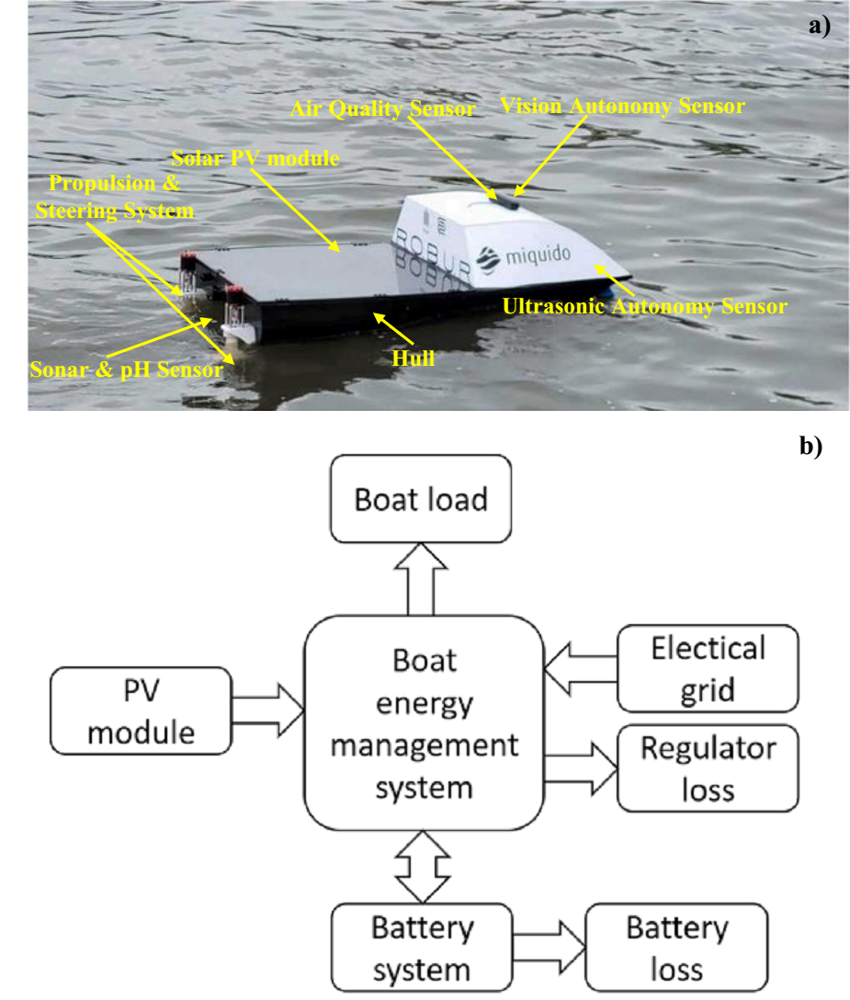 a)
Air Quality Sensor
Vision Autonomy Sensor
Solar PV module
Propulsion &
Steering System
ROBUR
ROBUR
miquido
Ultrasonic Autonomy Sensor
Hull
Sonar & pH Sensor
b)
Boat load
Boat
energy
management
system
PV
module
Electical
grid
Regulator
loss
Battery
system
Battery
loss